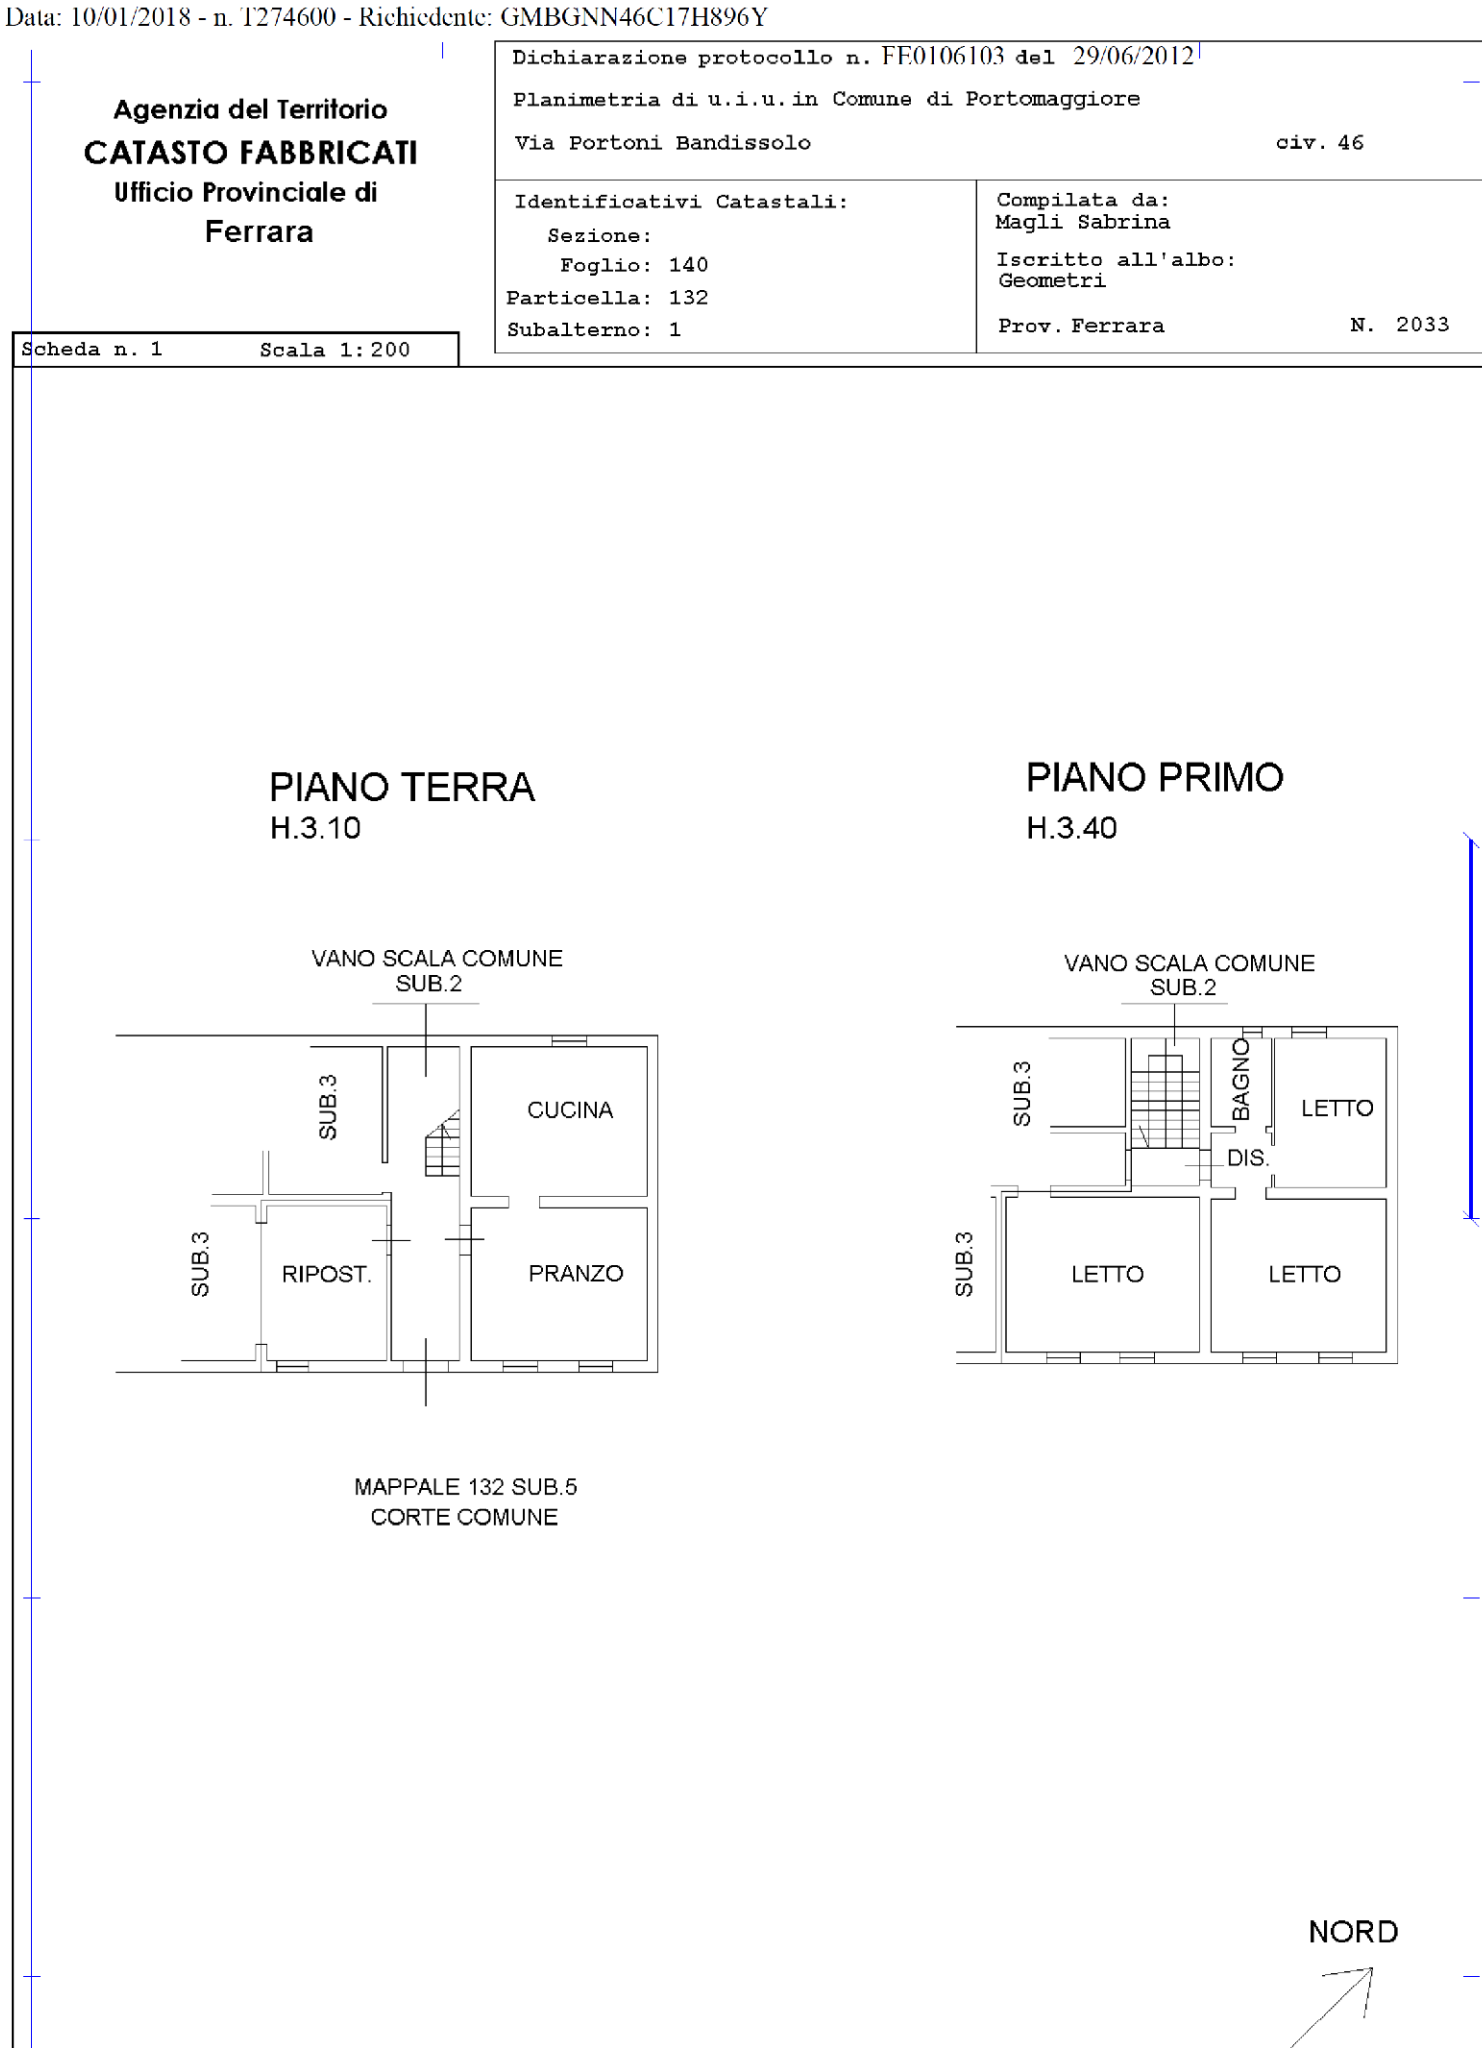 Data: 10/01/2018 - n. T274600 - Richiedente: GMBGNN46C17H896Y
Agenzia del Territorio
CATASTO FABBRICATI
Ufficio Provinciale di
Ferrara
Dichiarazione protocollo n. FE0106103 del 29/06/2012
Planimetria di u.i.u. in Comune di Portomaggiore
Via Portoni Bandissolo civ. 46
Identificativi Catastali:
Sezione:
Foglio: 140
Particella: 132
Subalterno: 1
Compilata da:
Magli Sabrina
Iscritto all'albo:
Geometri
Prov. Ferrara N. 2033
Scheda n. 1 Scala 1:200
PIANO TERRA
H.3.10
VANO SCALA COMUNE
SUB.2
SUB.3
CUCINA
SUB.3
RIPOST.
PRANZO
MAPPALE 132 SUB.5
CORTE COMUNE
PIANO PRIMO
H.3.40
VANO SCALA COMUNE
SUB.2
SUB.3
BAGNO
LETTO
DIS.
SUB.3
LETTO
LETTO
NORD